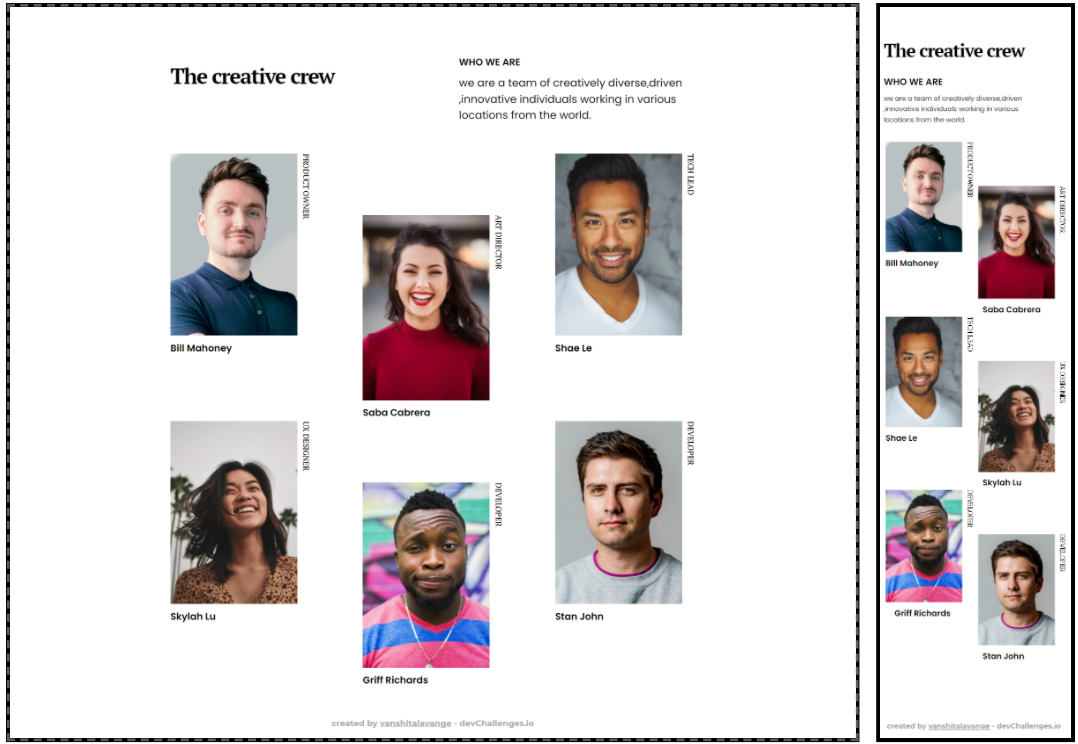 The creative crew
WHO WE ARE
we are a team of creatively diverse,driven
,innovative individuals working in various
locations from the world.
PRODUCT OWNER
Bill Mahoney
ART DIRECTOR
Saba Cabrera
TECH LEAD
Shae Le
UX DESIGNER
Skylah Lu
DEVELOPER
Griff Richards
DEVELOPER
Stan John
created by vanshitalavange - devChallenges.io
The creative crew
WHO WE ARE
we are a team of creatively diverse,driven
,innovative individuals working in various
locations from the world.
PRODUCT OWNER
Bill Mahoney
ART DIRECTOR
Saba Cabrera
TECH LEAD
Shae Le
UX DESIGNER
Skylah Lu
DEVELOPER
Griff Richards
DEVELOPER
Stan John
created by vanshitalavange - devChallenges.io